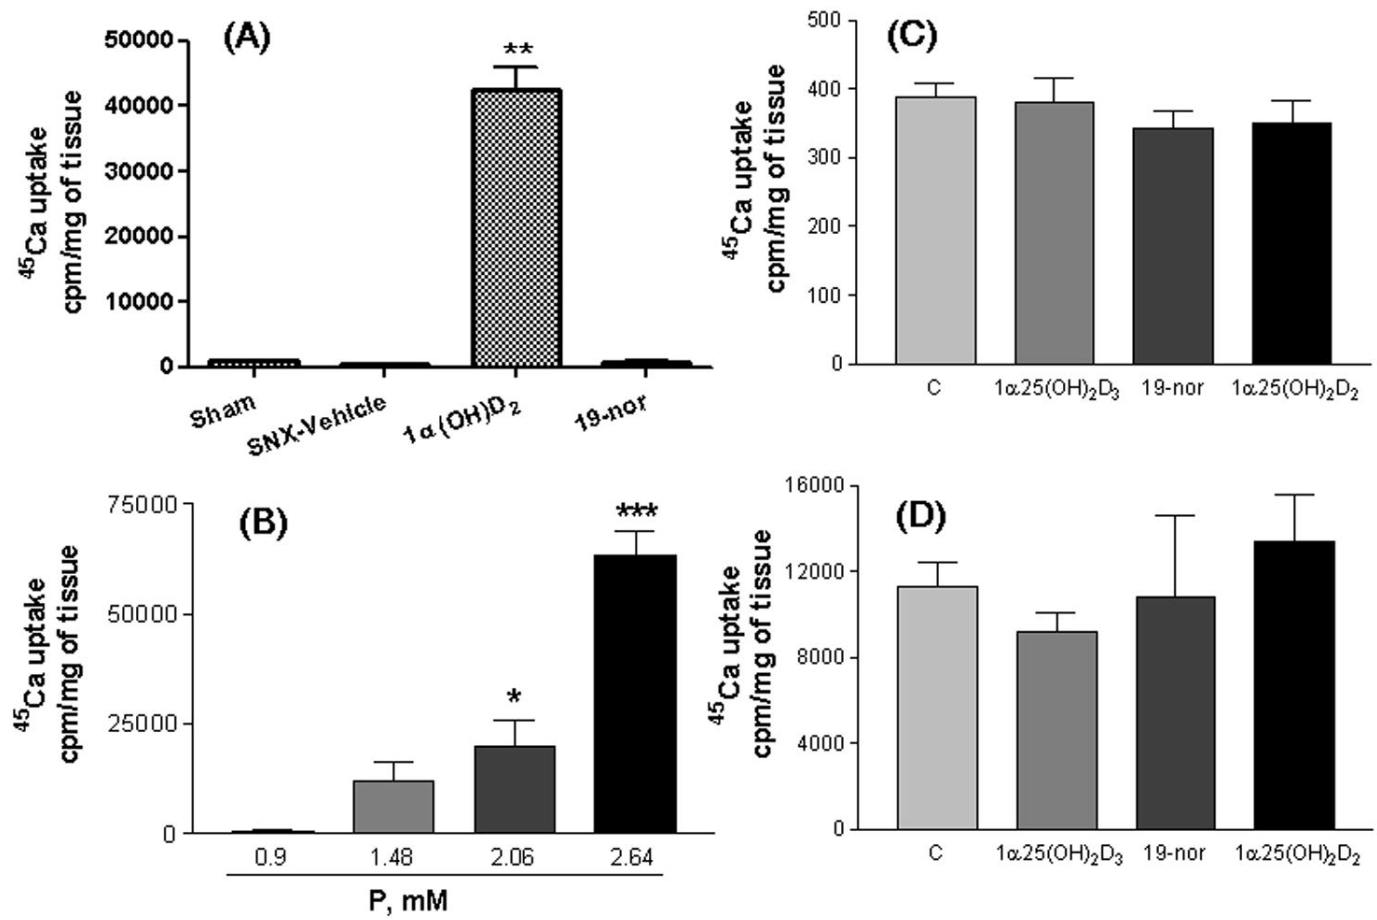 (A)
50000
40000
30000
20000
10000
0
⁴⁵Ca uptake
cpm/mg of tissue
**
Sham
SNX-Vehicle
1α(OH)D₂
19-nor
(B)
75000
50000
25000
0
⁴⁵Ca uptake
cpm/mg of tissue
*
***
0.9 1.48 2.06 2.64
P, mM
(C)
500
400
300
200
100
0
⁴⁵Ca uptake
cpm/mg of tissue
C 1α25(OH)₂D₃ 19-nor 1α25(OH)₂D₂
(D)
16000
12000
8000
4000
0
⁴⁵Ca uptake
cpm/mg of tissue
C 1α25(OH)₂D₃ 19-nor 1α25(OH)₂D₂